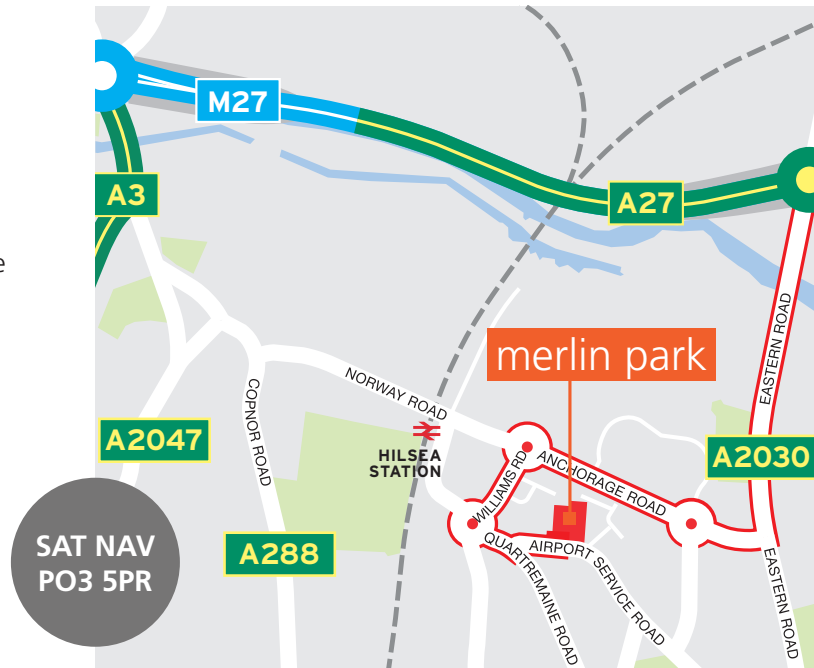 M27
A3
A27
e
EASTERN ROAD
merlin park
NORWAY ROAD
COPNOR ROAD
A2047
HILSEA
STATION
WILLIAMS RD
ANCHORAGE ROAD
A2030
SAT NAV
PO3 5PR
A288
QUARTREMAINE ROAD
AIRPORT SERVICE ROAD
EASTERN ROAD